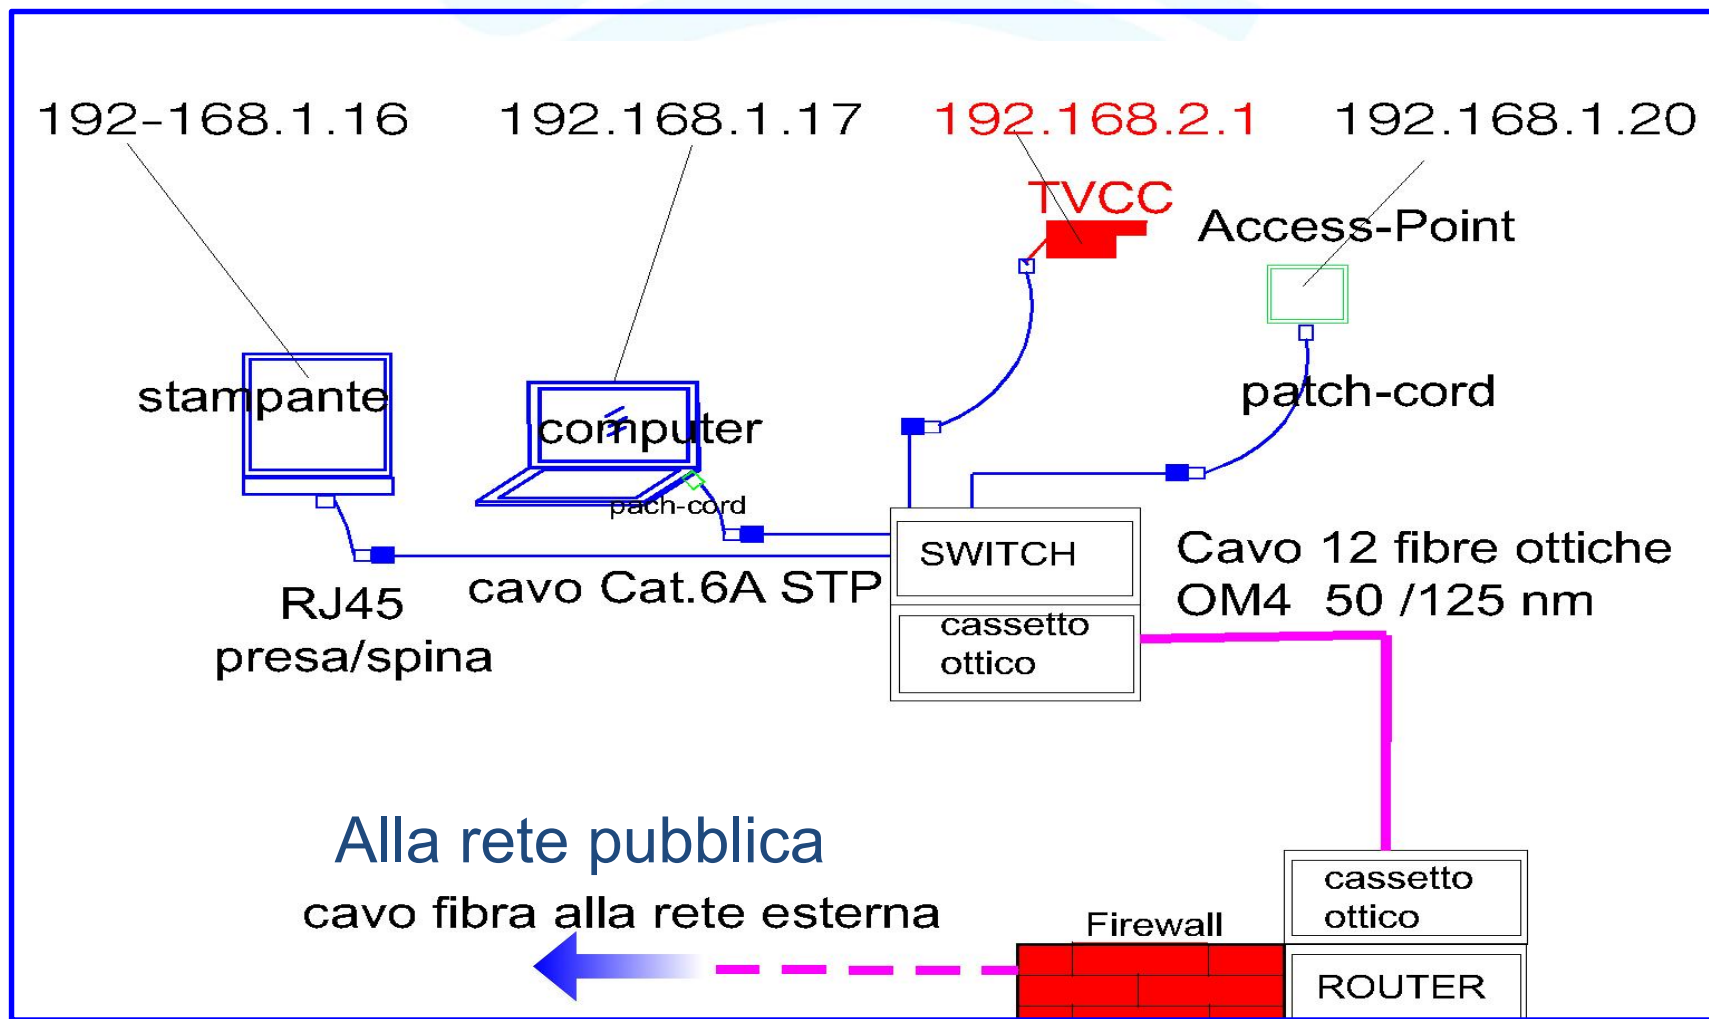 192-168.1.16
192.168.1.17
192.168.2.1
192.168.1.20
TVCC
Access-Point
stampante
computer
patch-cord
pach-cord
SWITCH
Cavo 12 fibre ottiche
OM4 50 /125 nm
cavo Cat.6A STP
RJ45
presa/spina
cassetto
ottico
Alla rete pubblica
cavo fibra alla rete esterna
cassetto
ottico
Firewall
ROUTER